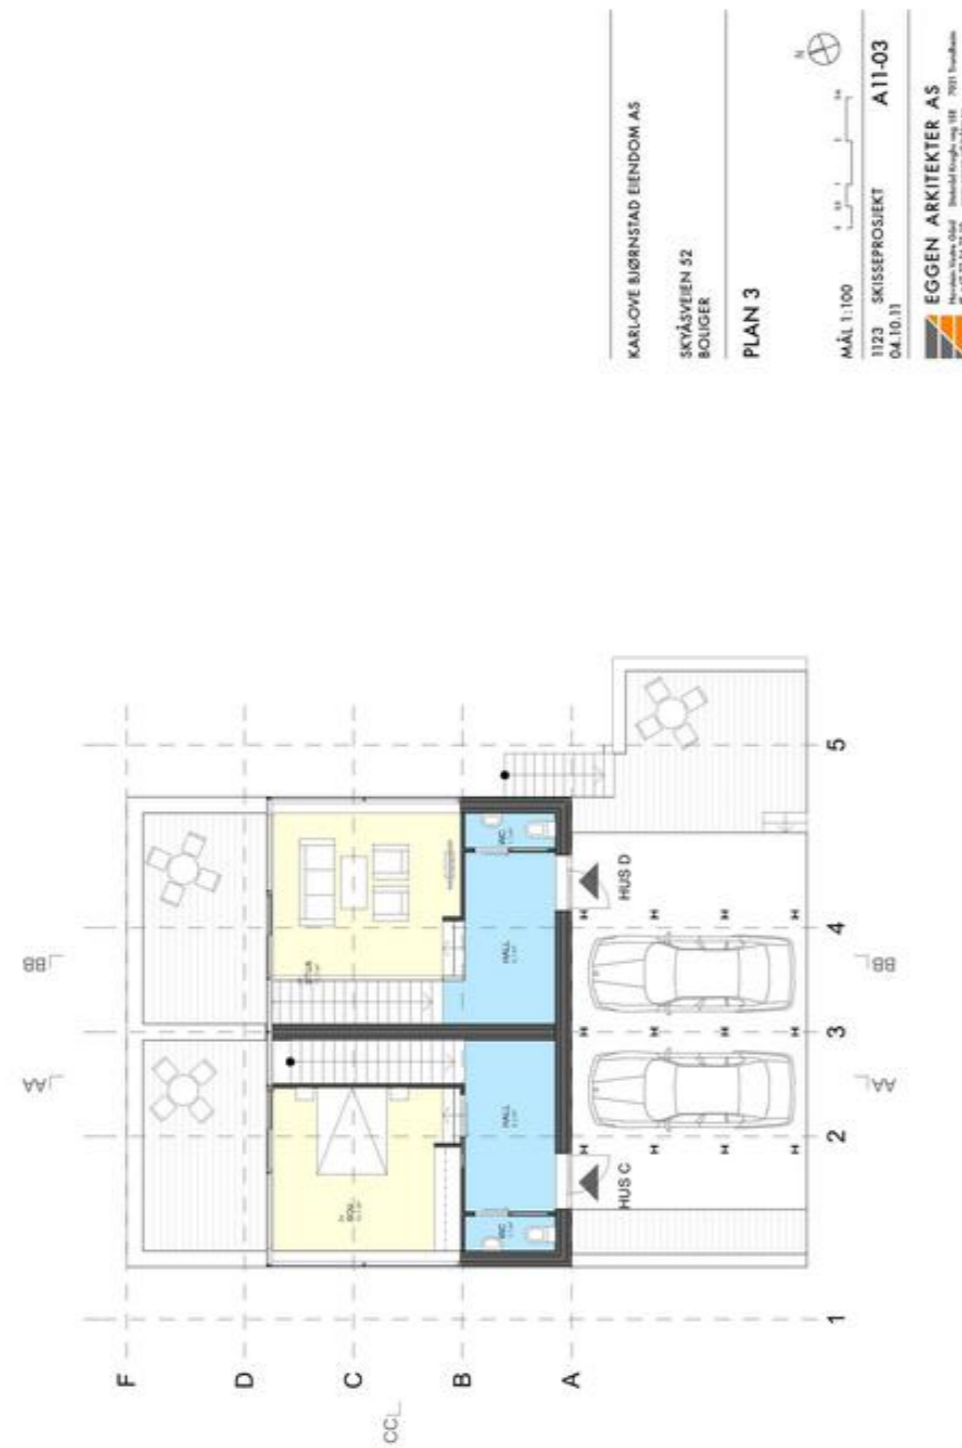 KARL-OVE BJØRNSTAD EIENDOM AS
SKYÅSVEIEN 52
BOLIGER
PLAN 3
N
MÅL 1:100
1123 SKISSEPROSJEKT A11-03
04.10.11
EGGEN ARKITEKTER AS
F
D
C
B
A
CC
AA
BB
STUA
SOV
HALL
HALL
WC
WC
HUS C
HUS D
AA
BB
1
2
3
4
5